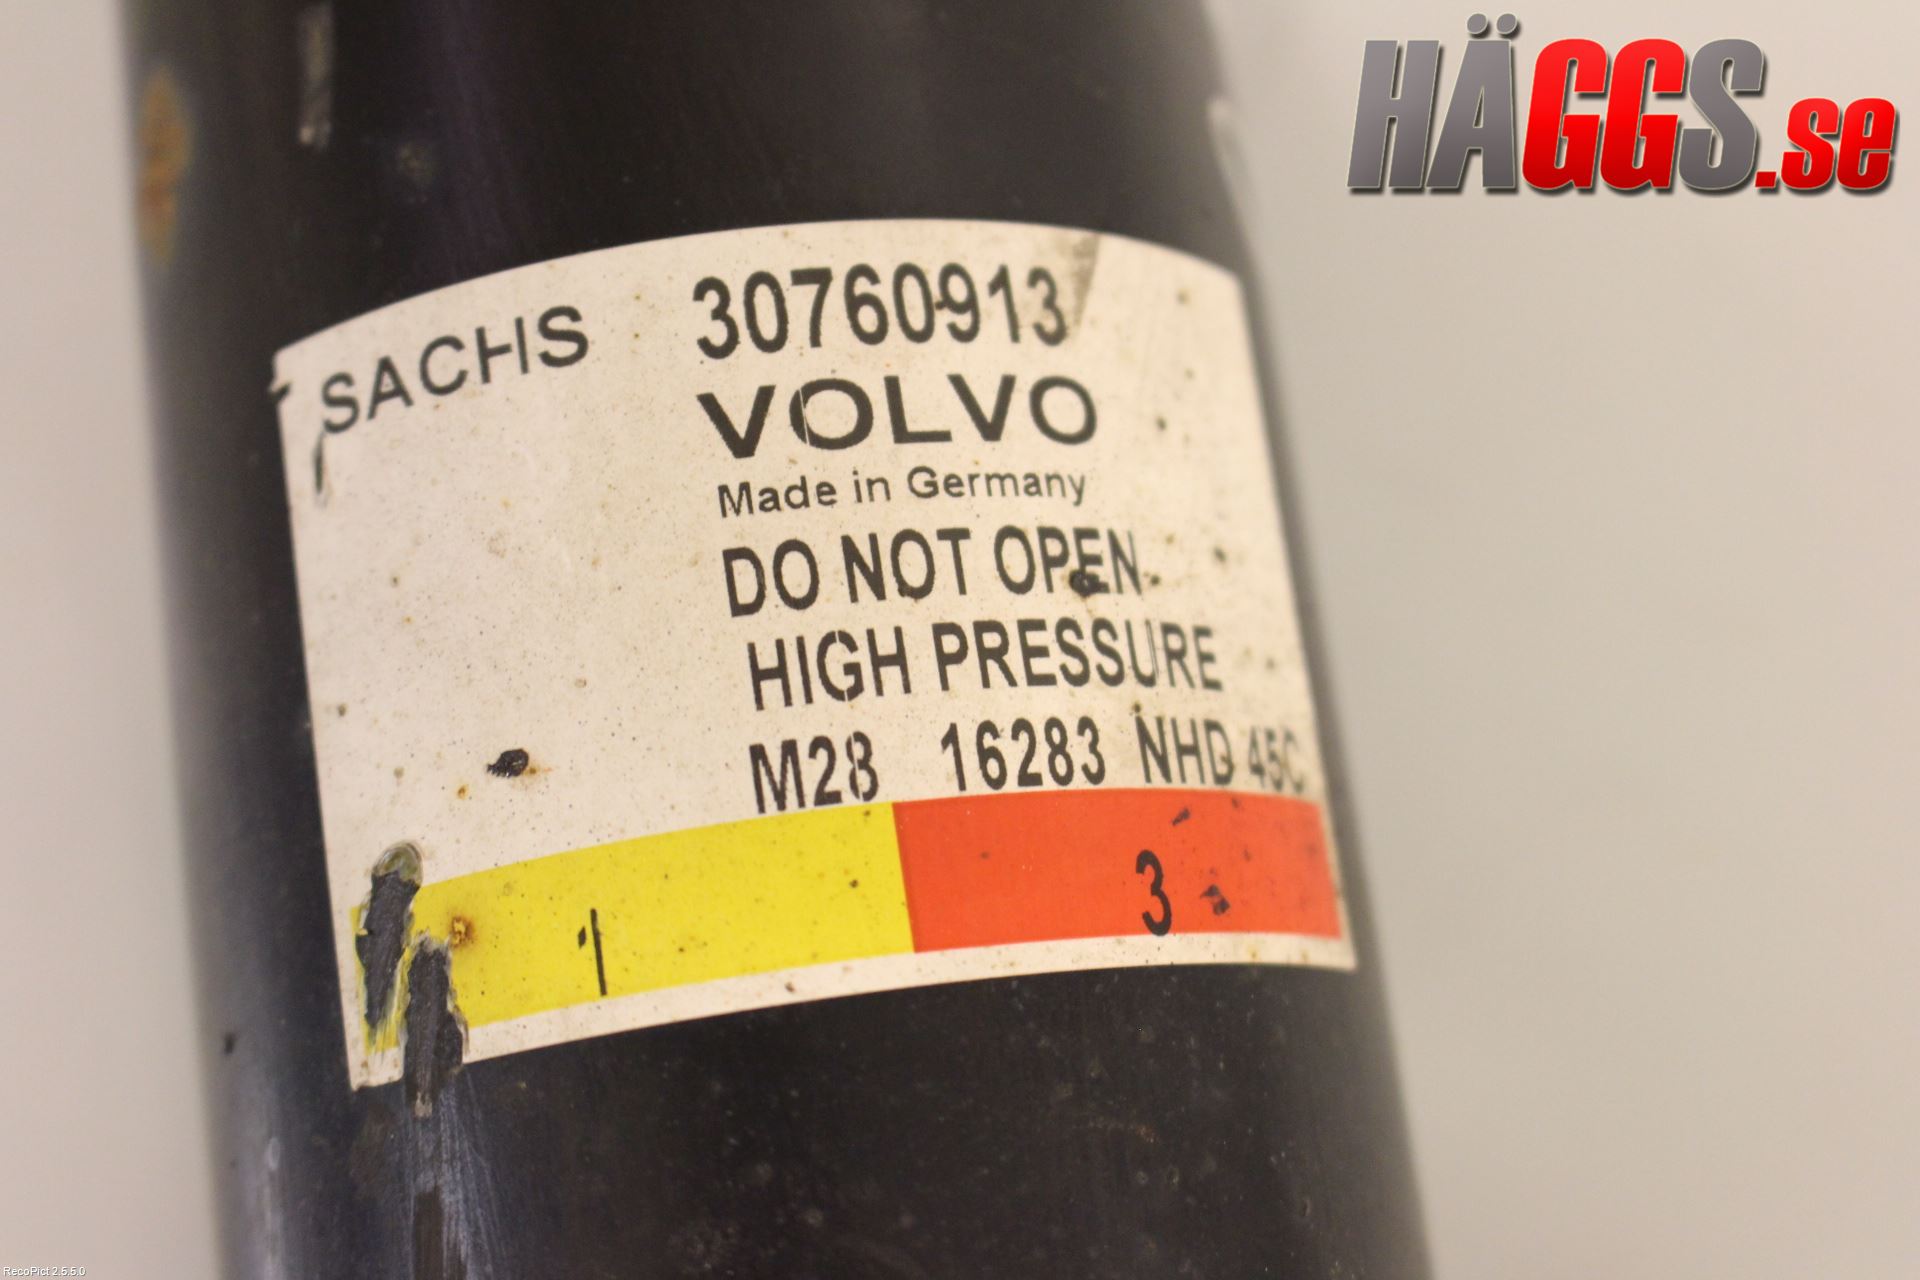 HÄGGS.se
SACHS 30760913
VOLVO
Made in Germany
DO NOT OPEN
HIGH PRESSURE
M28 16283 NHD 45C
1 3
RecoPict 2.5.5.0